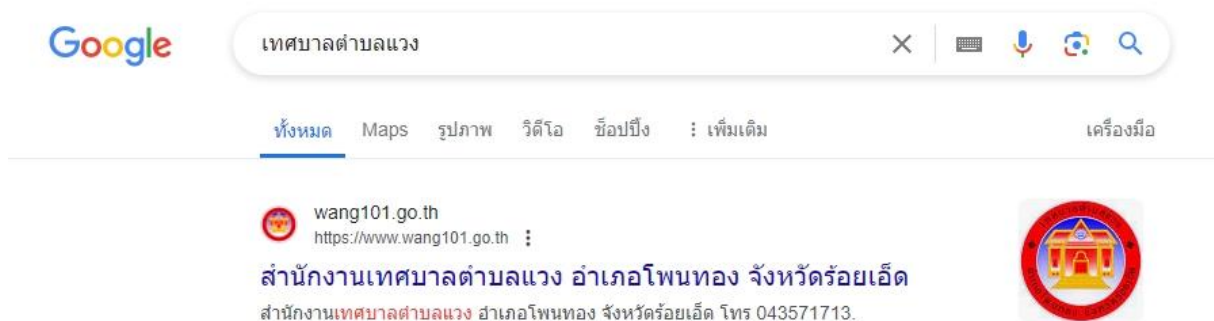 Google
เทศบาลตำบลแวง
ทั้งหมด Maps รูปภาพ วิดีโอ ช็อปปิ้ง ⋮ เพิ่มเติม เครื่องมือ
wang101.go.th
https://www.wang101.go.th ⋮
สำนักงานเทศบาลตำบลแวง อำเภอโพนทอง จังหวัดร้อยเอ็ด
สำนักงานเทศบาลตำบลแวง อำเภอโพนทอง จังหวัดร้อยเอ็ด โทร 043571713.